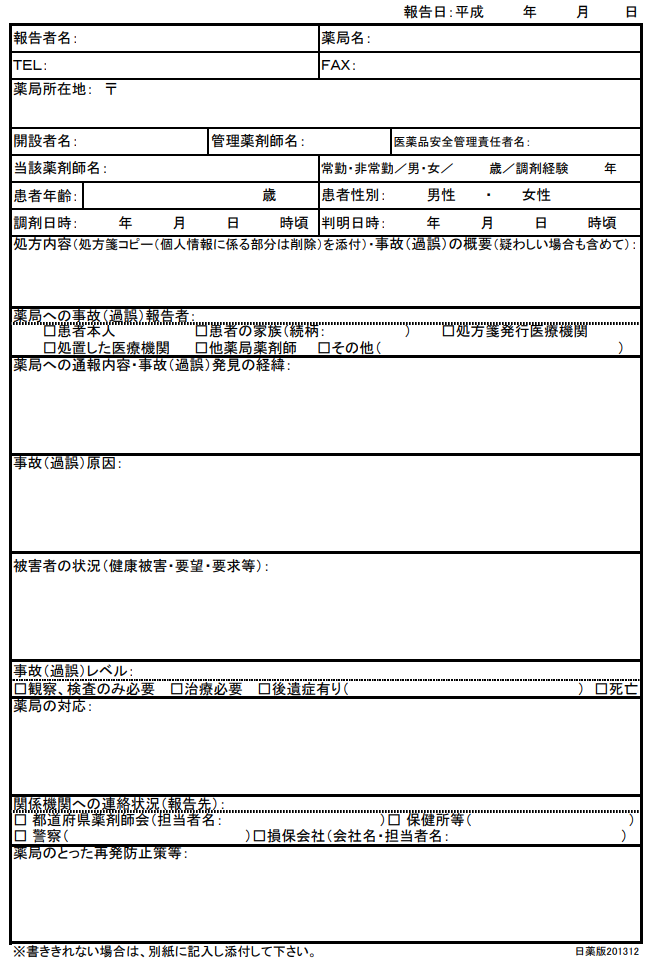 報告日：平成　　年　　月　　日
報告者名：　薬局名：
TEL：　FAX：
薬局所在地：　〒
開設者名：　管理薬剤師名：　医薬品安全管理責任者名：
当該薬剤師名：　常勤・非常勤／男・女／　　歳／調剤経験　　年
患者年齢：　　歳　患者性別：　　男性　・　女性
調剤日時：　　年　　月　　日　　時頃　判明日時：　　年　　月　　日　　時頃
処方内容（処方箋コピー（個人情報に係る部分は削除）を添付）・事故（過誤）の概要（疑わしい場合も含めて）：
薬局への事故（過誤）報告者：
□患者本人　□患者の家族（続柄：　　）　□処方箋発行医療機関
□処置した医療機関　□他薬局薬剤師　□その他（　　）
薬局への通報内容・事故（過誤）発見の経緯：
事故（過誤）原因：
被害者の状況（健康被害・要望・要求等）：
事故（過誤）レベル：
□観察、検査のみ必要　□治療必要　□後遺症有り（　　）　□死亡
薬局の対応：
関係機関への連絡状況（報告先）：
□ 都道府県薬剤師会（担当者名：　　）□ 保健所等（　　）
□ 警察（　　）□損保会社（会社名・担当者名：　　）
薬局のとった再発防止策等：
※書ききれない場合は、別紙に記入し添付して下さい。　日薬版201312